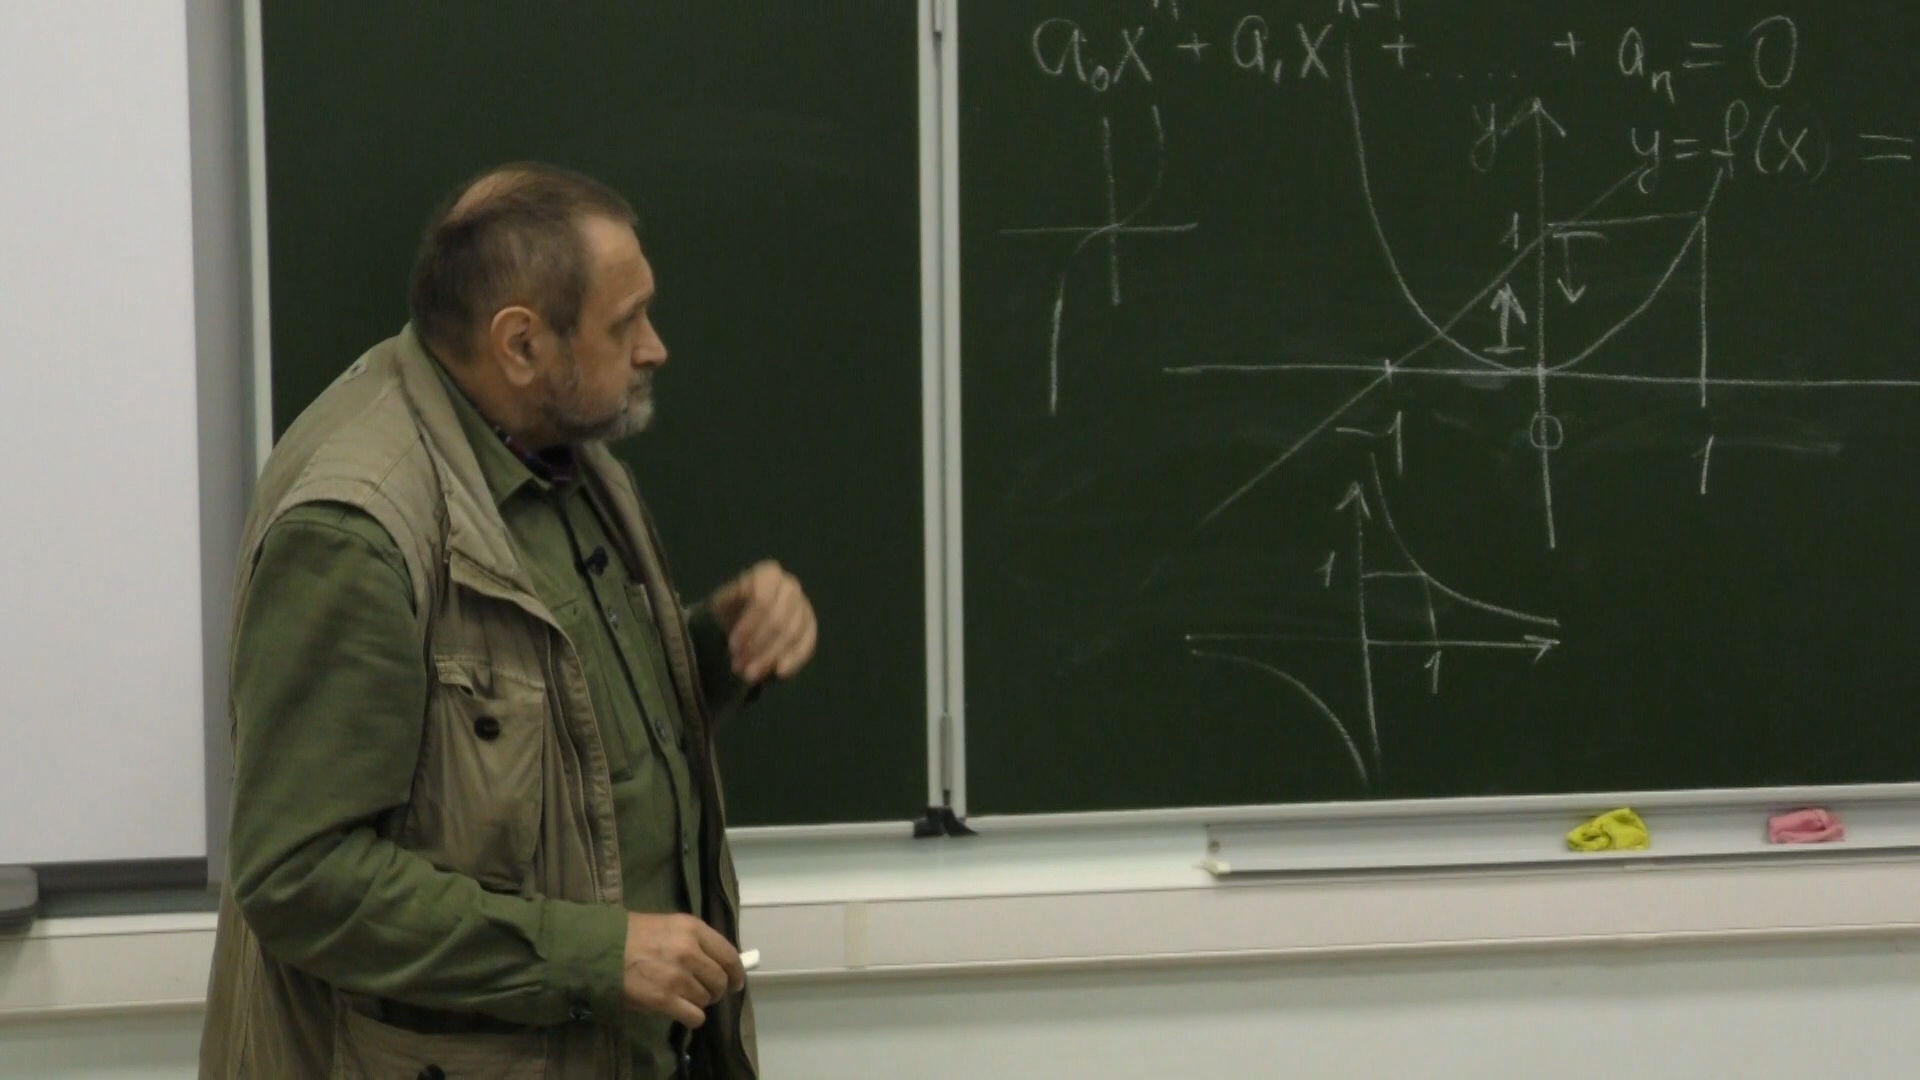 a₀xⁿ + a₁xⁿ⁻¹ + ..... + aₙ = 0
y
y = f(x) =
1
-1
0
1
1
1